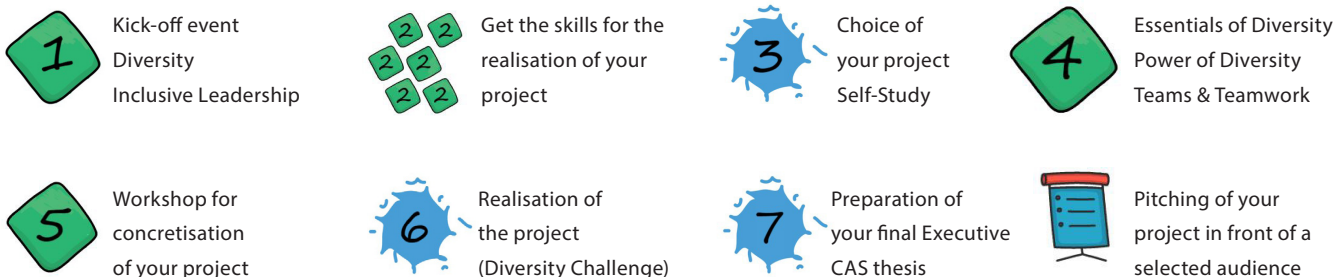 1
Kick-off event
Diversity
Inclusive Leadership
2 2
2 2
2 2
Get the skills for the
realisation of your
project
3
Choice of
your project
Self-Study
4
Essentials of Diversity
Power of Diversity
Teams & Teamwork
5
Workshop for
concretisation
of your project
6
Realisation of
the project
(Diversity Challenge)
7
Preparation of
your final Executive
CAS thesis
Pitching of your
project in front of a
selected audience